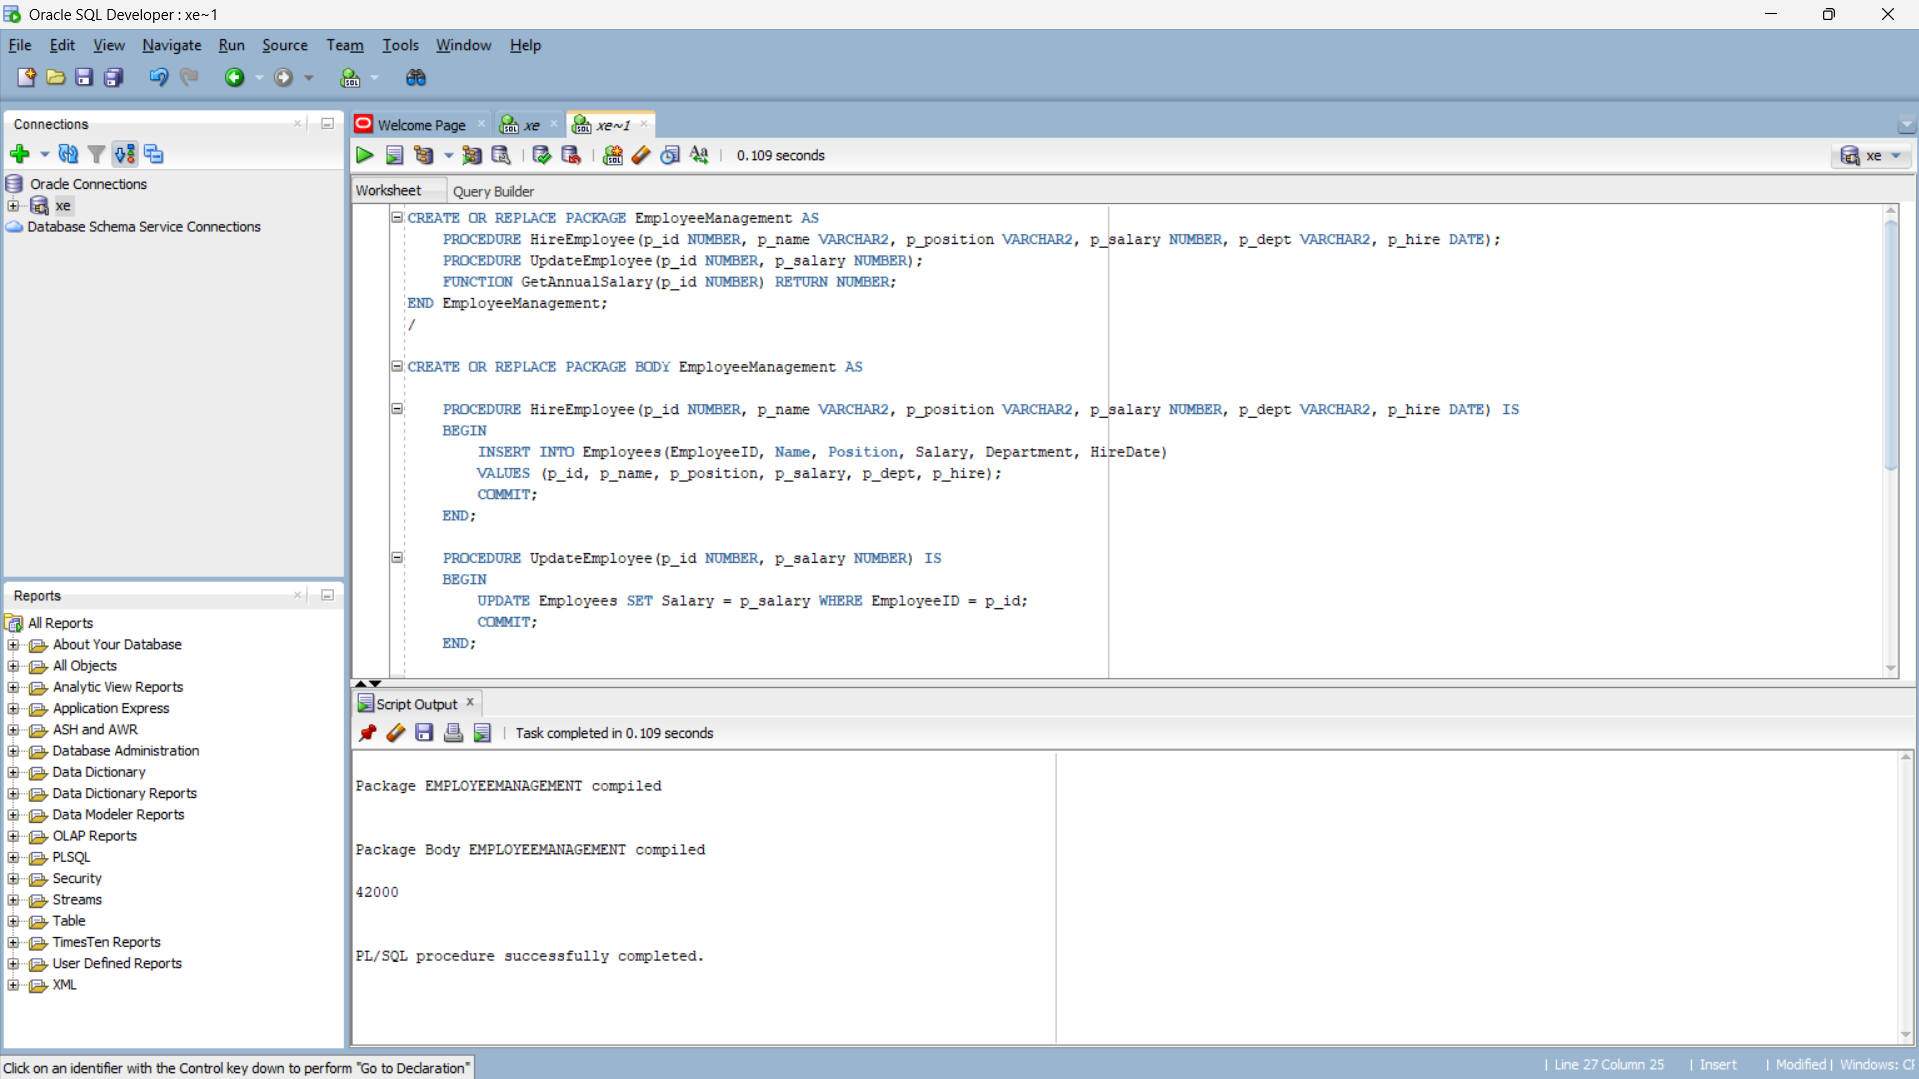 Oracle SQL Developer : xe~1
File Edit View Navigate Run Source Team Tools Window Help
Connections
Oracle Connections
xe
Database Schema Service Connections
Reports
All Reports
About Your Database
All Objects
Analytic View Reports
Application Express
ASH and AWR
Database Administration
Data Dictionary
Data Dictionary Reports
Data Modeler Reports
OLAP Reports
PLSQL
Security
Streams
Table
TimesTen Reports
User Defined Reports
XML
Welcome Page xe xe~1
0.109 seconds
xe
Worksheet Query Builder
CREATE OR REPLACE PACKAGE EmployeeManagement AS
PROCEDURE HireEmployee(p_id NUMBER, p_name VARCHAR2, p_position VARCHAR2, p_salary NUMBER, p_dept VARCHAR2, p_hire DATE);
PROCEDURE UpdateEmployee(p_id NUMBER, p_salary NUMBER);
FUNCTION GetAnnualSalary(p_id NUMBER) RETURN NUMBER;
END EmployeeManagement;
/
CREATE OR REPLACE PACKAGE BODY EmployeeManagement AS
PROCEDURE HireEmployee(p_id NUMBER, p_name VARCHAR2, p_position VARCHAR2, p_salary NUMBER, p_dept VARCHAR2, p_hire DATE) IS
BEGIN
INSERT INTO Employees(EmployeeID, Name, Position, Salary, Department, HireDate)
VALUES (p_id, p_name, p_position, p_salary, p_dept, p_hire);
COMMIT;
END;
PROCEDURE UpdateEmployee(p_id NUMBER, p_salary NUMBER) IS
BEGIN
UPDATE Employees SET Salary = p_salary WHERE EmployeeID = p_id;
COMMIT;
END;
Script Output
Task completed in 0.109 seconds
Package EMPLOYEEMANAGEMENT compiled
Package Body EMPLOYEEMANAGEMENT compiled
42000
PL/SQL procedure successfully completed.
Click on an identifier with the Control key down to perform "Go to Declaration"
| Line 27 Column 25 | Insert | Modified | Windows: